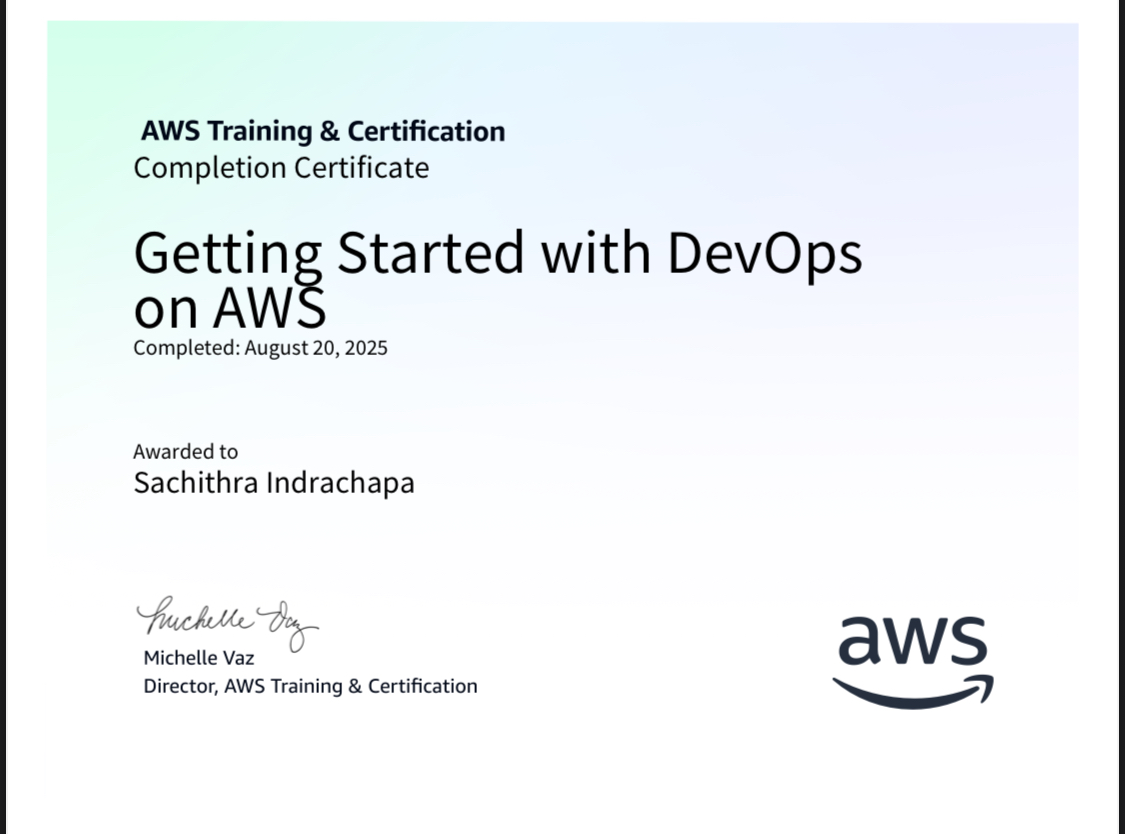 AWS Training & Certification
Completion Certificate
Getting Started with DevOps
on AWS
Completed: August 20, 2025
Awarded to
Sachithra Indrachapa
Michelle Vaz
Michelle Vaz
Director, AWS Training & Certification
aws